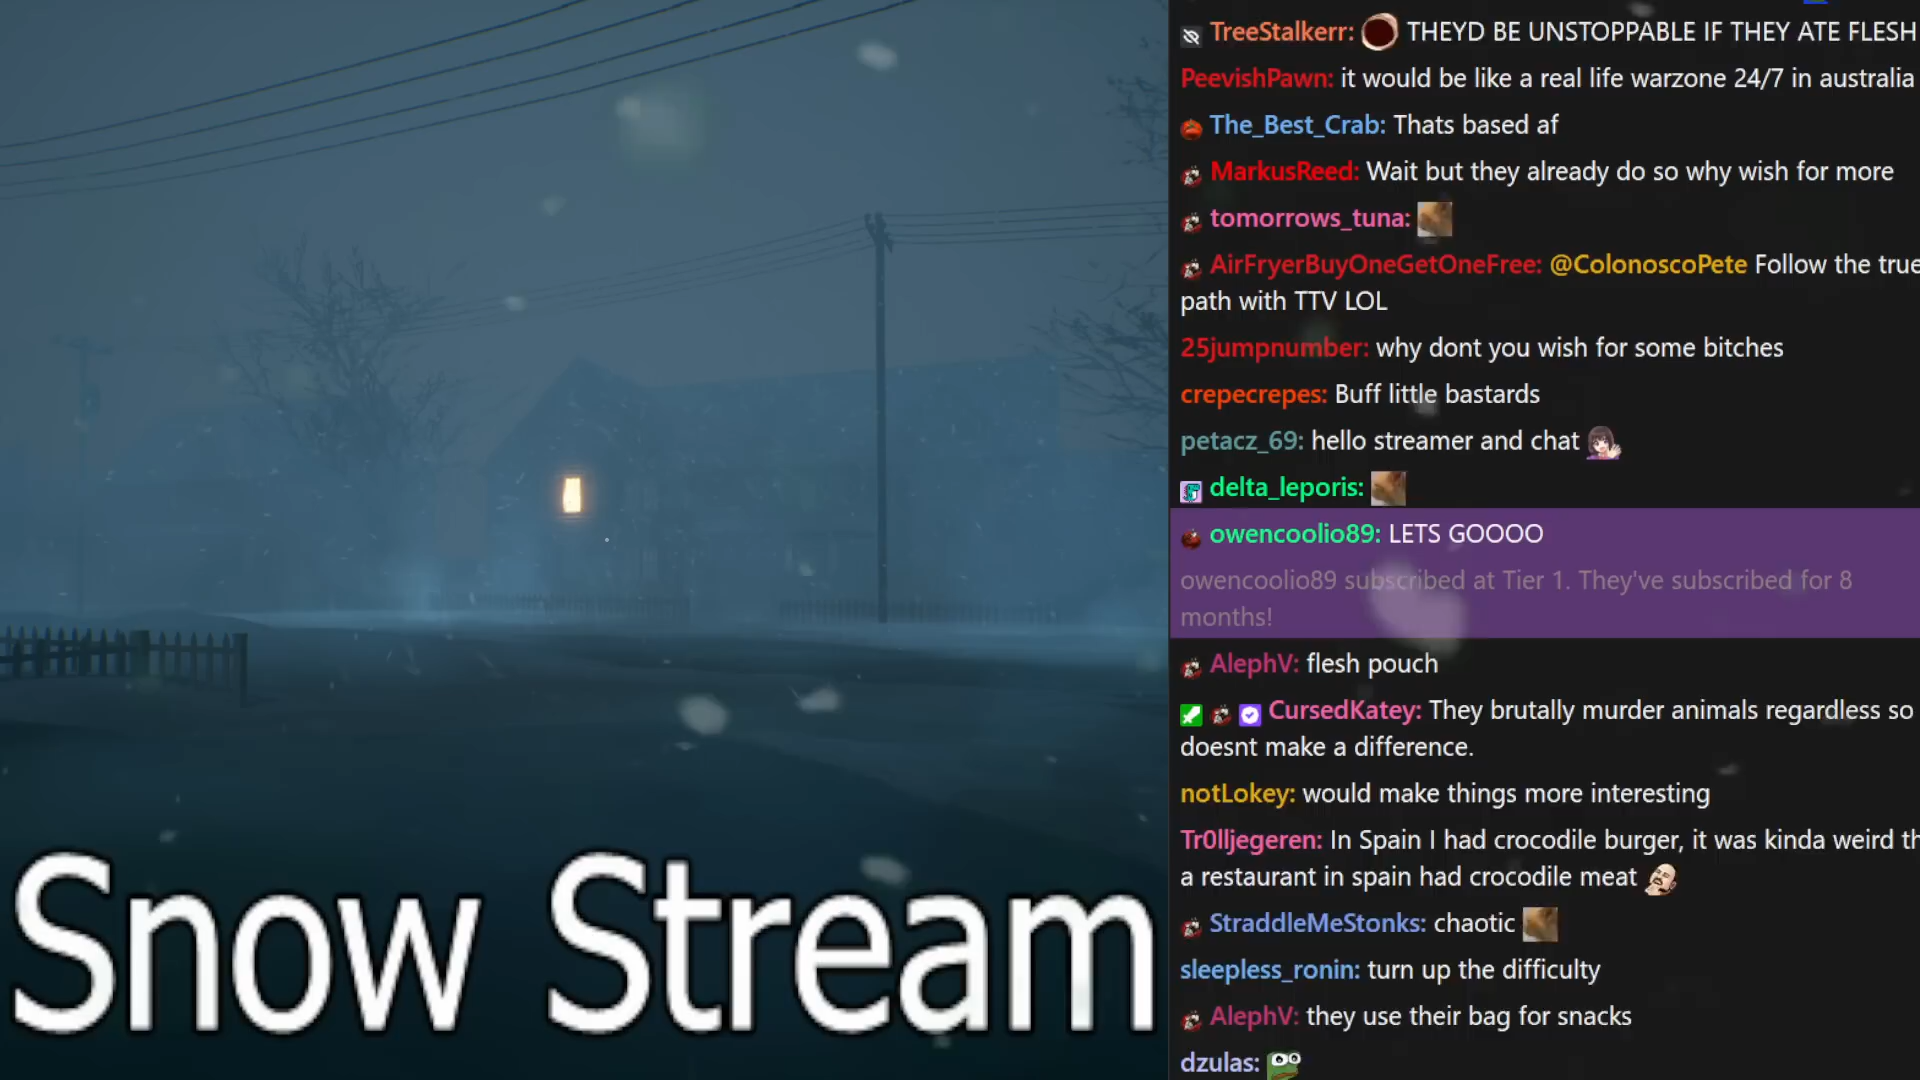 TreeStalkerr: THEYD BE UNSTOPPABLE IF THEY ATE FLESH
PeevishPawn: it would be like a real life warzone 24/7 in australia
The_Best_Crab: Thats based af
MarkusReed: Wait but they already do so why wish for more
tomorrows_tuna:
AirFryerBuyOneGetOneFree: @ColonoscoPete Follow the true
path with TTV LOL
25jumpnumber: why dont you wish for some bitches
crepecrepes: Buff little bastards
petacz_69: hello streamer and chat
delta_leporis:
owencoolio89: LETS GOOOO
owencoolio89 subscribed at Tier 1. They've subscribed for 8
months!
AlephV: flesh pouch
CursedKatey: They brutally murder animals regardless so
doesnt make a difference.
notLokey: would make things more interesting
Tr0lljegeren: In Spain I had crocodile burger, it was kinda weird th
a restaurant in spain had crocodile meat
StraddleMeStonks: chaotic
sleepless_ronin: turn up the difficulty
AlephV: they use their bag for snacks
dzulas:
Snow Stream